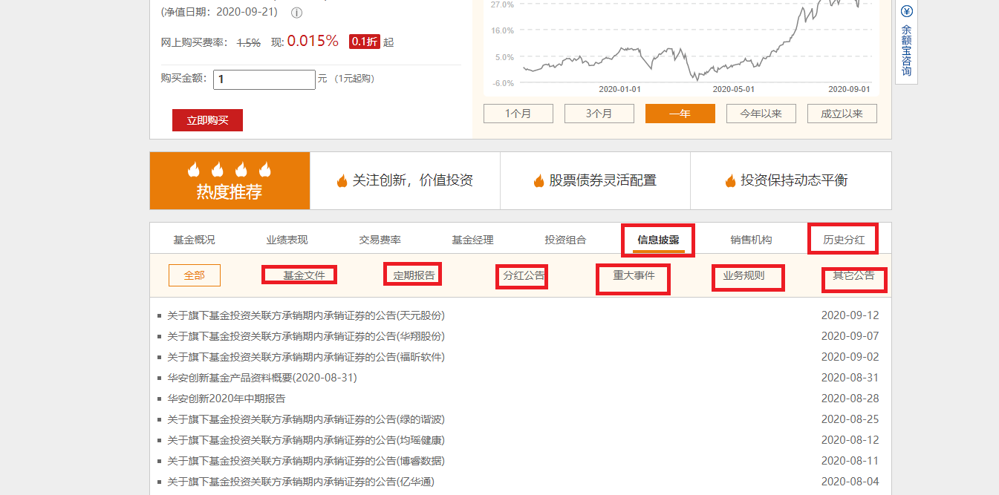 (净值日期：2020-09-21)
网上购买费率： 1.5% 现: 0.015% 0.1折 起
购买金额： 1 元 (1元起购)
立即购买
27.0%
16.0%
5.0%
-6.0%
2020-01-01 2020-05-01 2020-09-01
1个月 3个月 一年 今年以来 成立以来
余额宝咨询
热度推荐
关注创新，价值投资 股票债券灵活配置 投资保持动态平衡
基金概况 业绩表现 交易费率 基金经理 投资组合 信息披露 销售机构 历史分红
全部 基金文件 定期报告 分红公告 重大事件 业务规则 其它公告
关于旗下基金投资关联方承销期内承销证券的公告(天元股份) 2020-09-12
关于旗下基金投资关联方承销期内承销证券的公告(华翔股份) 2020-09-07
关于旗下基金投资关联方承销期内承销证券的公告(福昕软件) 2020-09-02
华安创新基金产品资料概要(2020-08-31) 2020-08-31
华安创新2020年中期报告 2020-08-28
关于旗下基金投资关联方承销期内承销证券的公告(绿的谐波) 2020-08-25
关于旗下基金投资关联方承销期内承销证券的公告(均瑶健康) 2020-08-12
关于旗下基金投资关联方承销期内承销证券的公告(博睿数据) 2020-08-11
关于旗下基金投资关联方承销期内承销证券的公告(亿华通) 2020-08-04